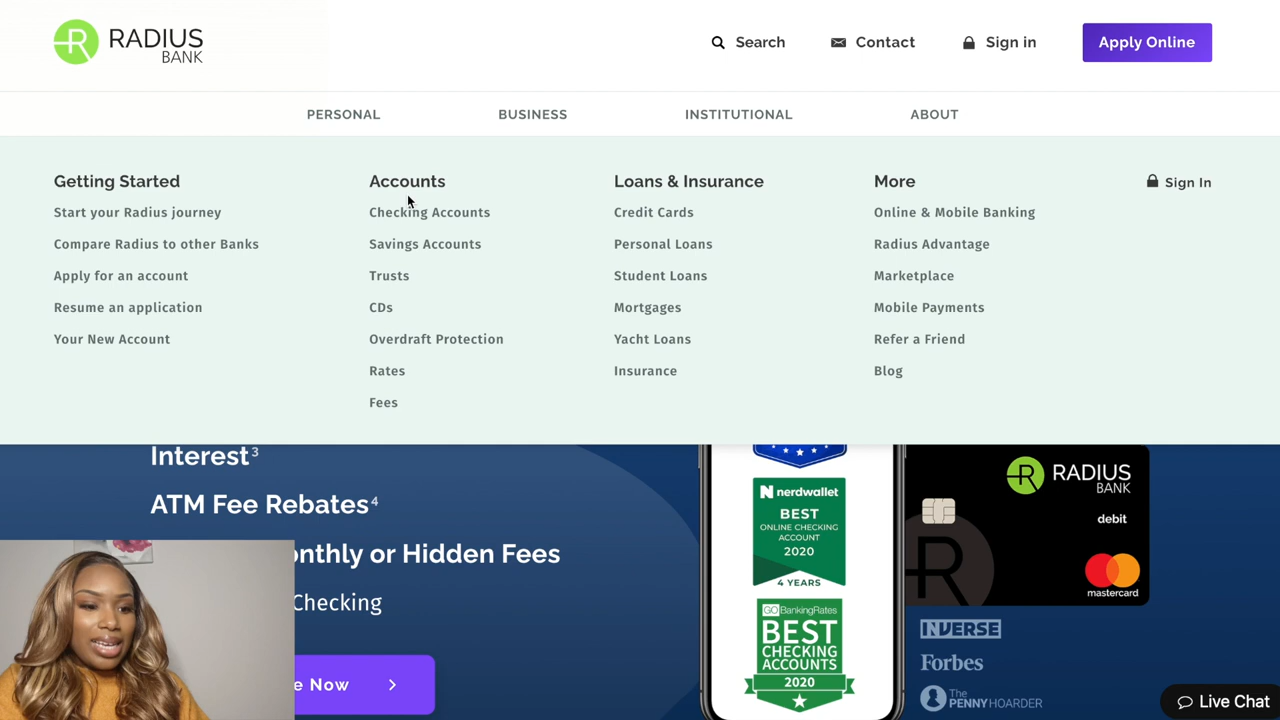 RADIUS
BANK
Search
Contact
Sign in
Apply Online
PERSONAL
BUSINESS
INSTITUTIONAL
ABOUT
Getting Started
Start your Radius journey
Compare Radius to other Banks
Apply for an account
Resume an application
Your New Account
Accounts
Checking Accounts
Savings Accounts
Trusts
CDs
Overdraft Protection
Rates
Fees
Loans & Insurance
Credit Cards
Personal Loans
Student Loans
Mortgages
Yacht Loans
Insurance
More
Online & Mobile Banking
Radius Advantage
Marketplace
Mobile Payments
Refer a Friend
Blog
Sign In
Interest³
ATM Fee Rebates⁴
onthly or Hidden Fees
Checking
e Now
nerdwallet
BEST
ONLINE CHECKING
ACCOUNT
2020
4 YEARS
GOBankingRates
BEST
CHECKING
ACCOUNTS
2020
RADIUS
BANK
debit
mastercard
INVERSE
Forbes
The
PENNYHOARDER
Live Chat